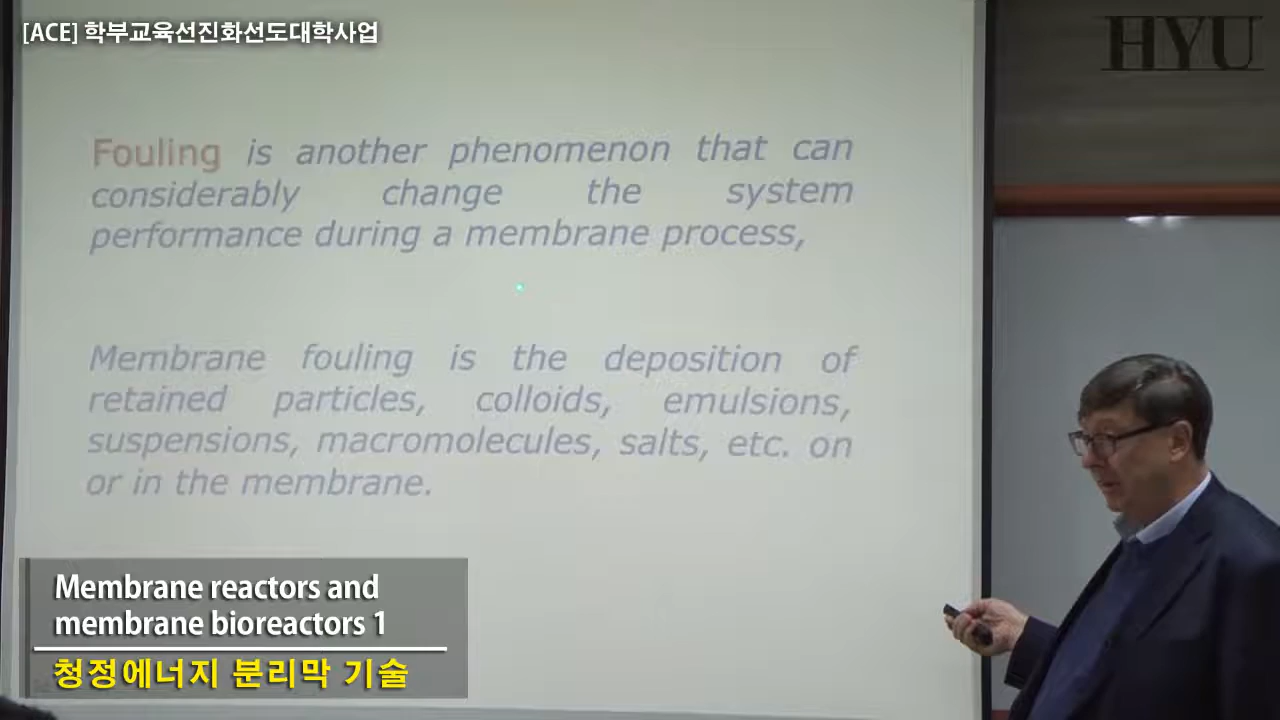 [ACE] 학부교육선진화선도대학사업
HYU
Fouling is another phenomenon that can
considerably change the system
performance during a membrane process,
Membrane fouling is the deposition of
retained particles, colloids, emulsions,
suspensions, macromolecules, salts, etc. on
or in the membrane.
Membrane reactors and
membrane bioreactors 1
청정에너지 분리막 기술